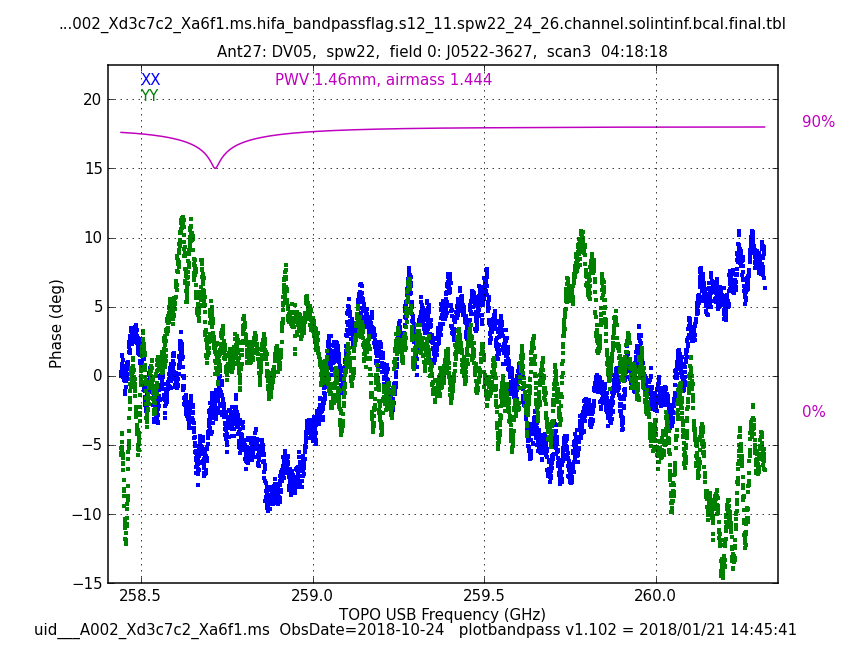 ...002_Xd3c7c2_Xa6f1.ms.hifa_bandpassflag.s12_11.spw22_24_26.channel.solintinf.bcal.final.tbl
Ant27: DV05, spw22, field 0: J0522-3627, scan3 04:18:18
XX PWV 1.46mm, airmass 1.444
YY
20
90%
15
10
5
Phase (deg)
0
0%
−5
−10
−15
258.5 259.0 259.5 260.0
TOPO USB Frequency (GHz)
uid___A002_Xd3c7c2_Xa6f1.ms ObsDate=2018-10-24 plotbandpass v1.102 = 2018/01/21 14:45:41